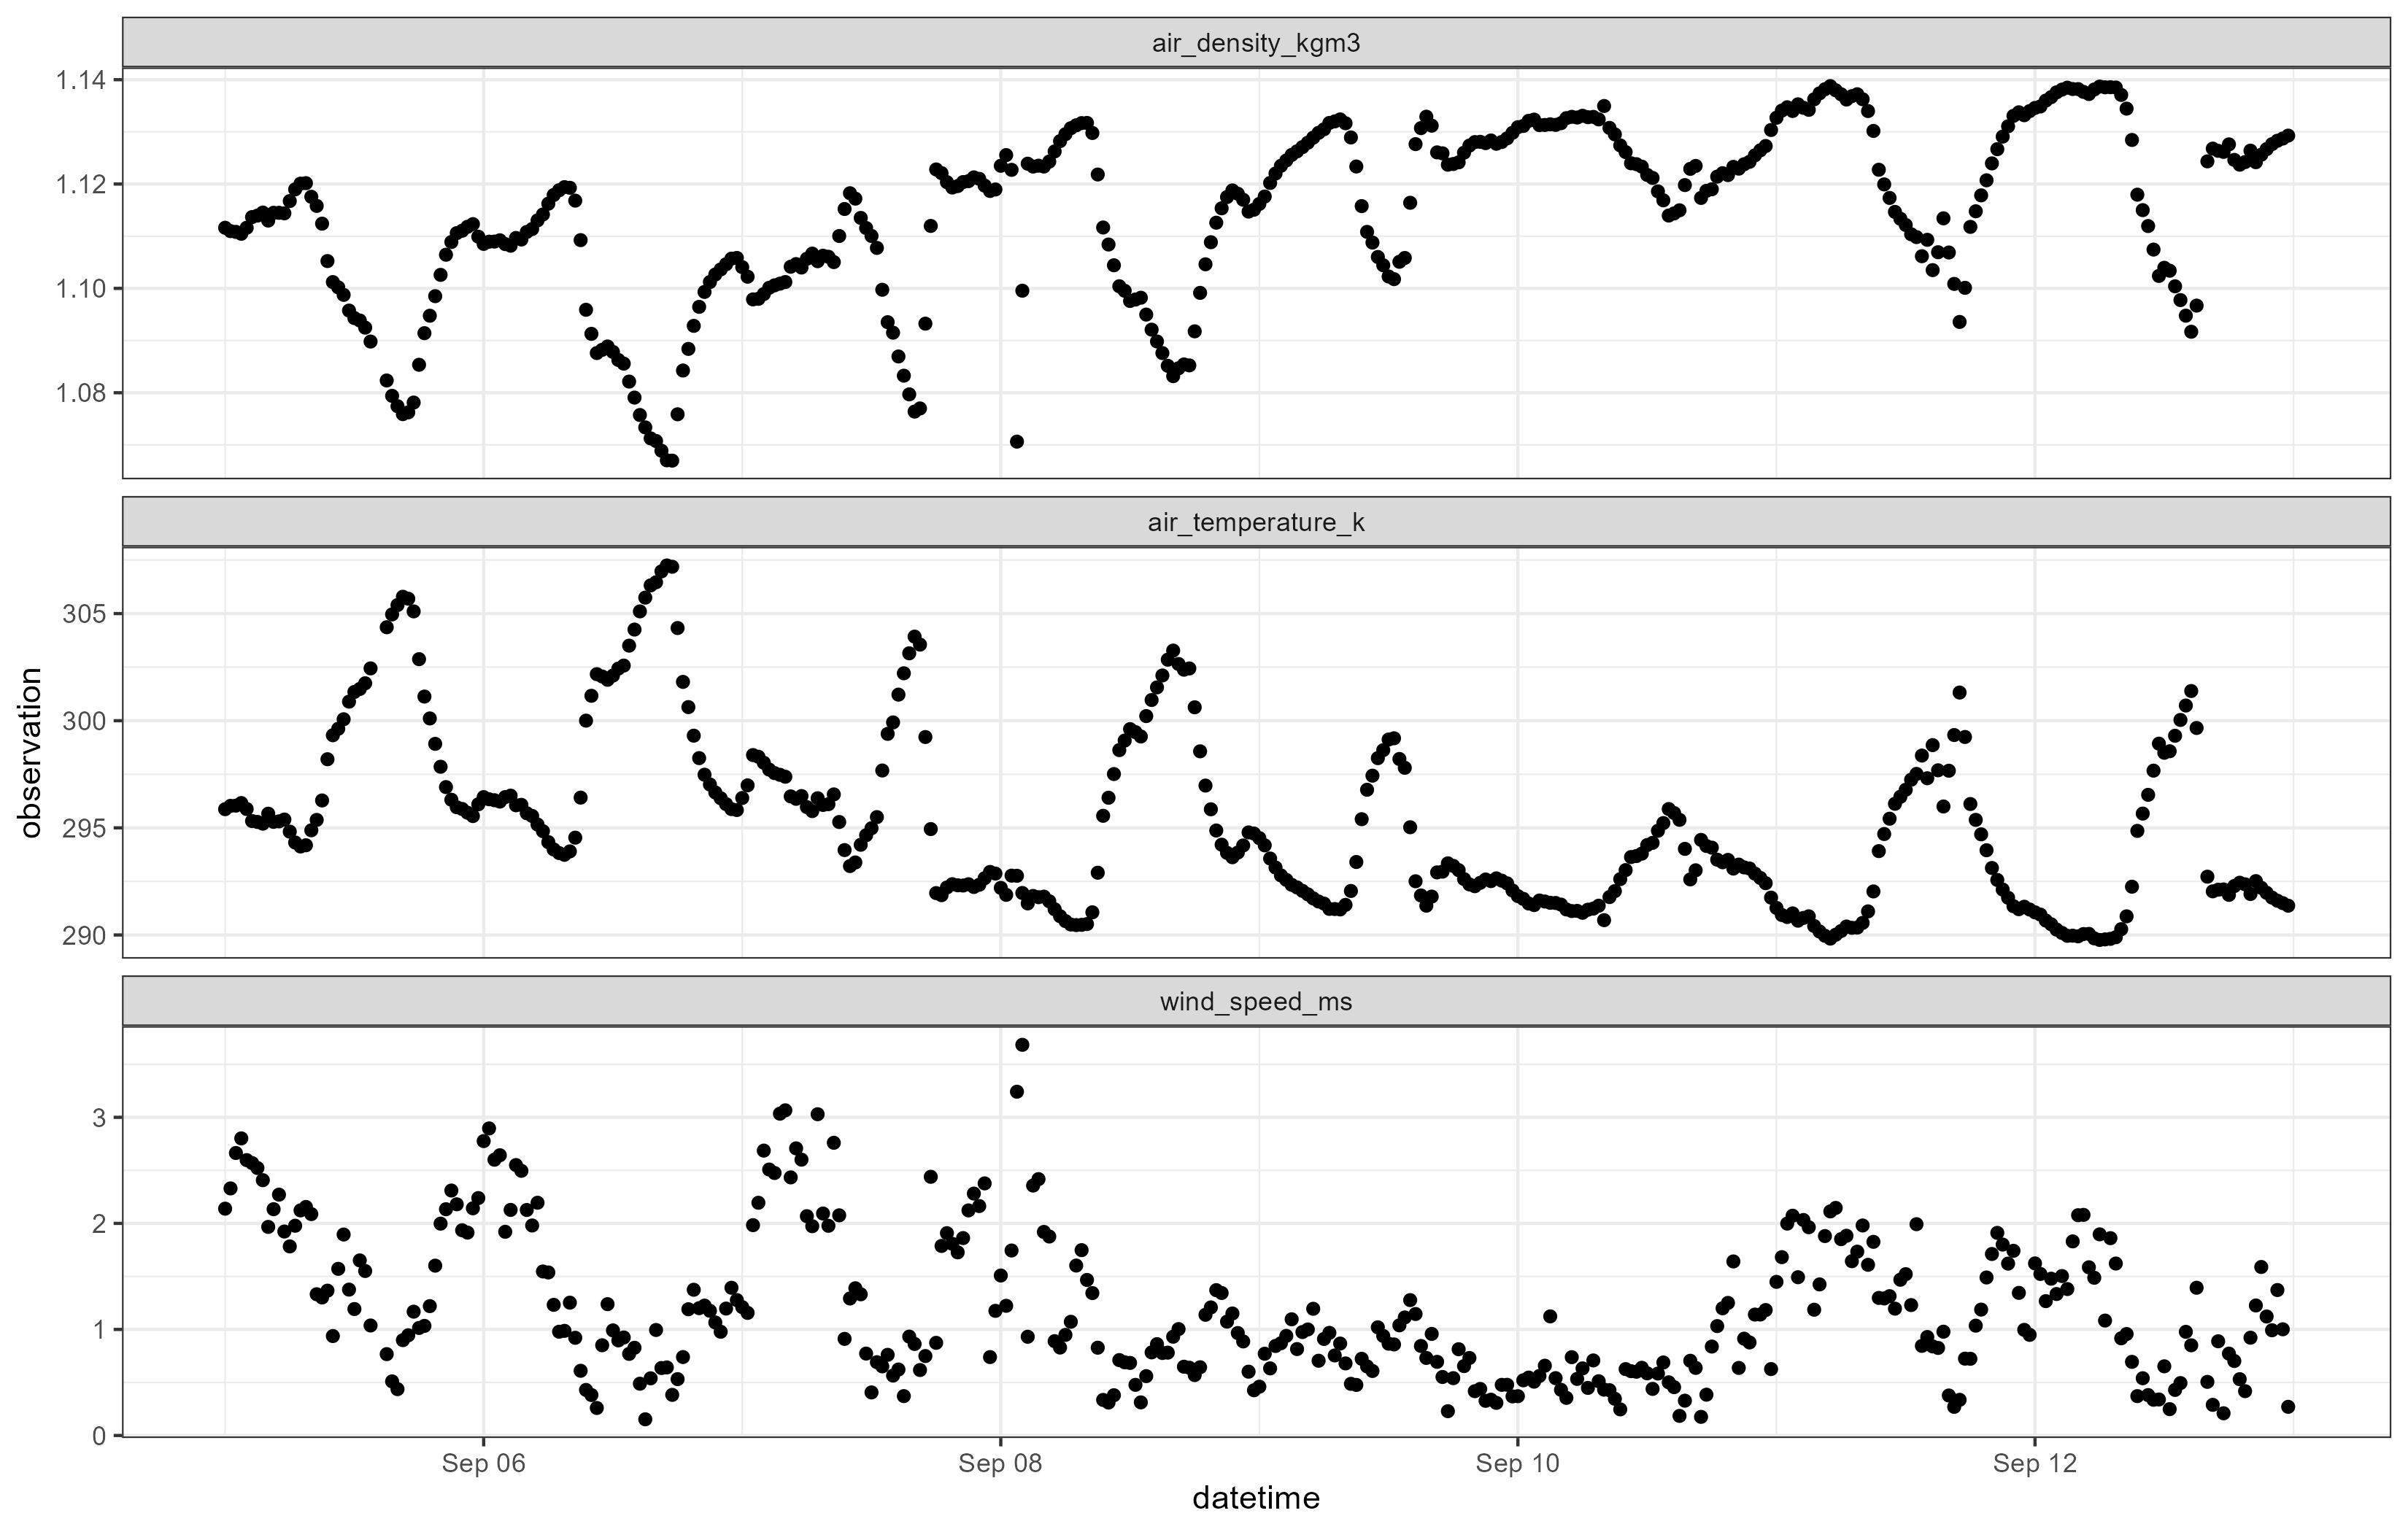 air_density_kgm3
1.14
1.12
1.10
1.08
air_temperature_k
305
300
295
290
observation
wind_speed_ms
3
2
1
0
Sep 06 Sep 08 Sep 10 Sep 12
datetime